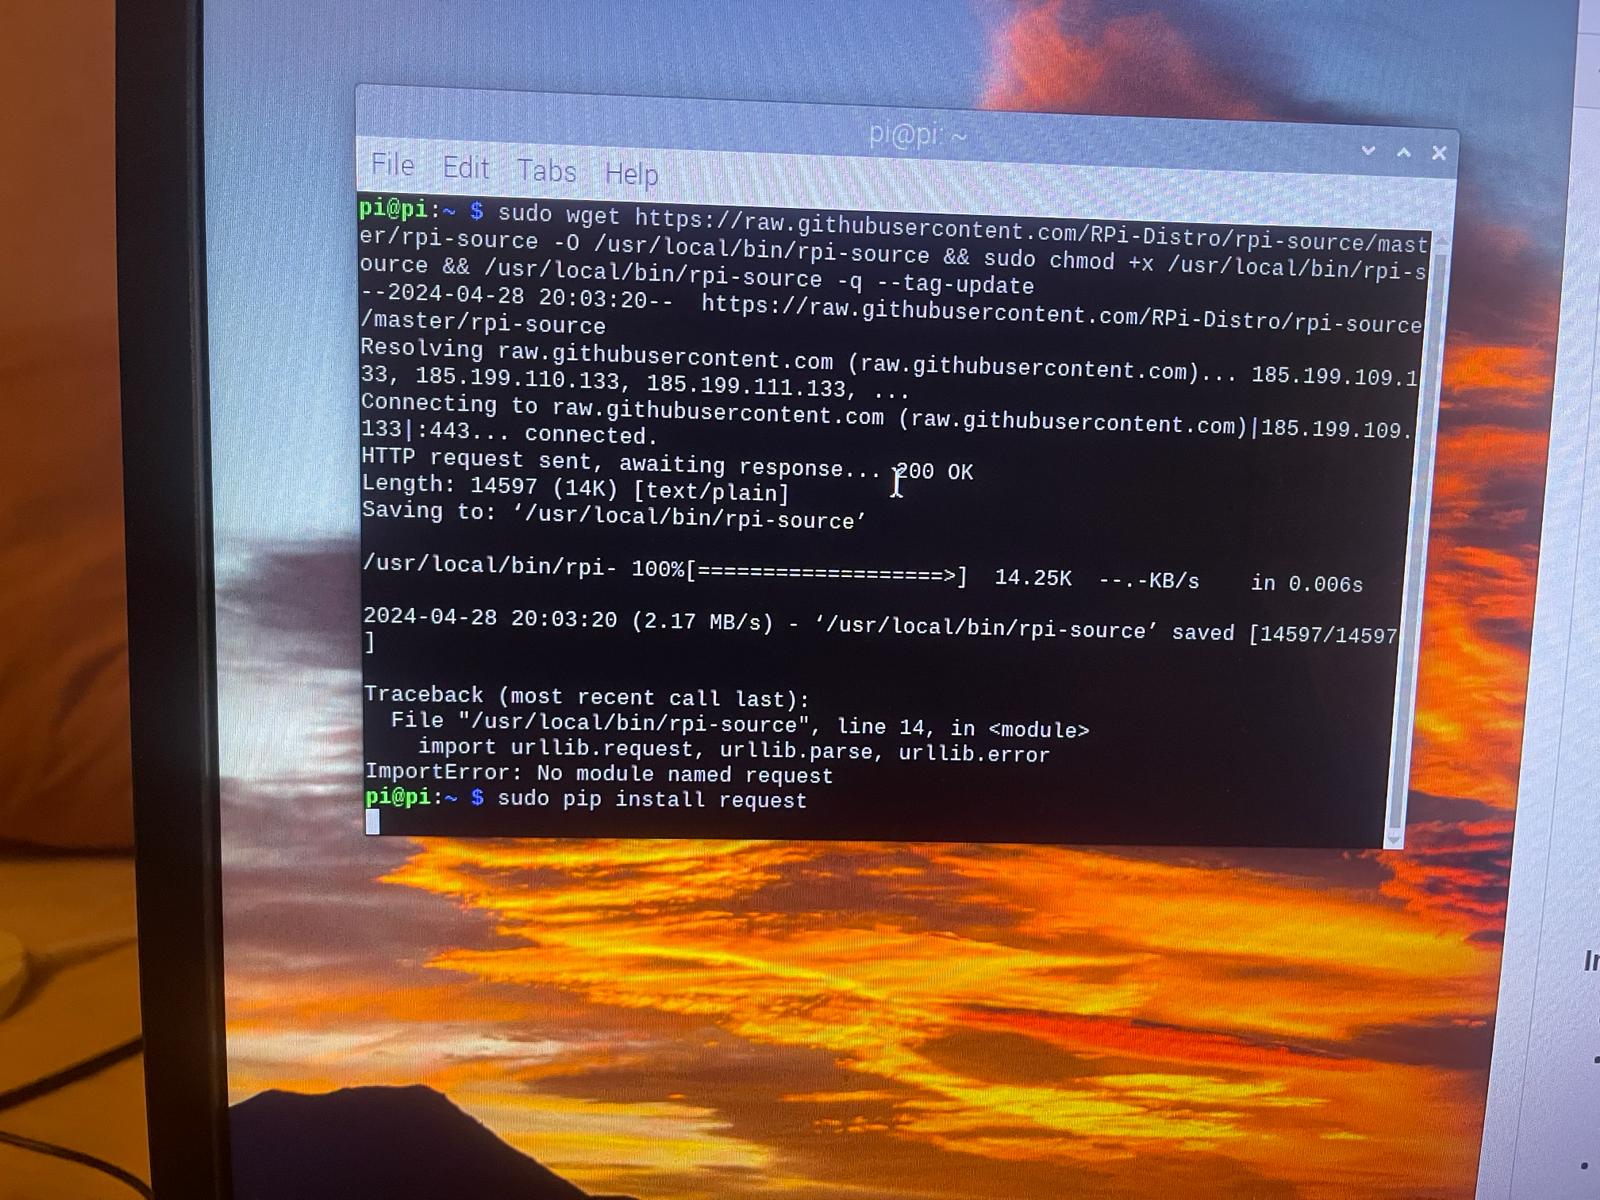 pi@pi: ~
File Edit Tabs Help
pi@pi:~ $ sudo wget https://raw.githubusercontent.com/RPi-Distro/rpi-source/mast
er/rpi-source -O /usr/local/bin/rpi-source && sudo chmod +x /usr/local/bin/rpi-s
ource && /usr/local/bin/rpi-source -q --tag-update
--2024-04-28 20:03:20-- https://raw.githubusercontent.com/RPi-Distro/rpi-source
/master/rpi-source
Resolving raw.githubusercontent.com (raw.githubusercontent.com)... 185.199.109.1
33, 185.199.110.133, 185.199.111.133, ...
Connecting to raw.githubusercontent.com (raw.githubusercontent.com)|185.199.109.
133|:443... connected.
HTTP request sent, awaiting response... 200 OK
Length: 14597 (14K) [text/plain]
Saving to: ‘/usr/local/bin/rpi-source’
/usr/local/bin/rpi- 100%[===================>] 14.25K --.-KB/s in 0.006s
2024-04-28 20:03:20 (2.17 MB/s) - ‘/usr/local/bin/rpi-source’ saved [14597/14597
]
Traceback (most recent call last):
File "/usr/local/bin/rpi-source", line 14, in <module>
import urllib.request, urllib.parse, urllib.error
ImportError: No module named request
pi@pi:~ $ sudo pip install request